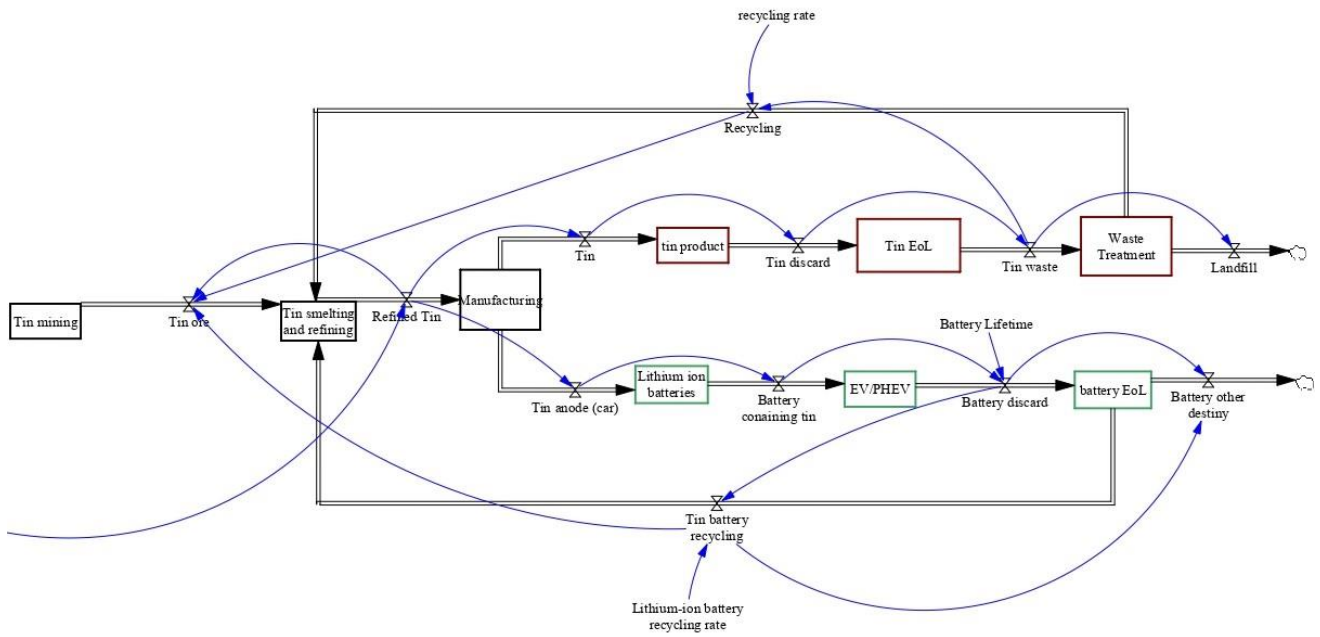 recycling rate
Recycling
Tin
tin product
Tin discard
Tin EoL
Tin waste
Waste
Treatment
Landfill
Tin mining
Tin ore
Tin smelting
and refining
Refined Tin
Manufacturing
Tin anode (car)
Lithium ion
batteries
Battery
conaining tin
EV/PHEV
Battery Lifetime
Battery discard
battery EoL
Battery other
destiny
Tin battery
recycling
Lithium-ion battery
recycling rate